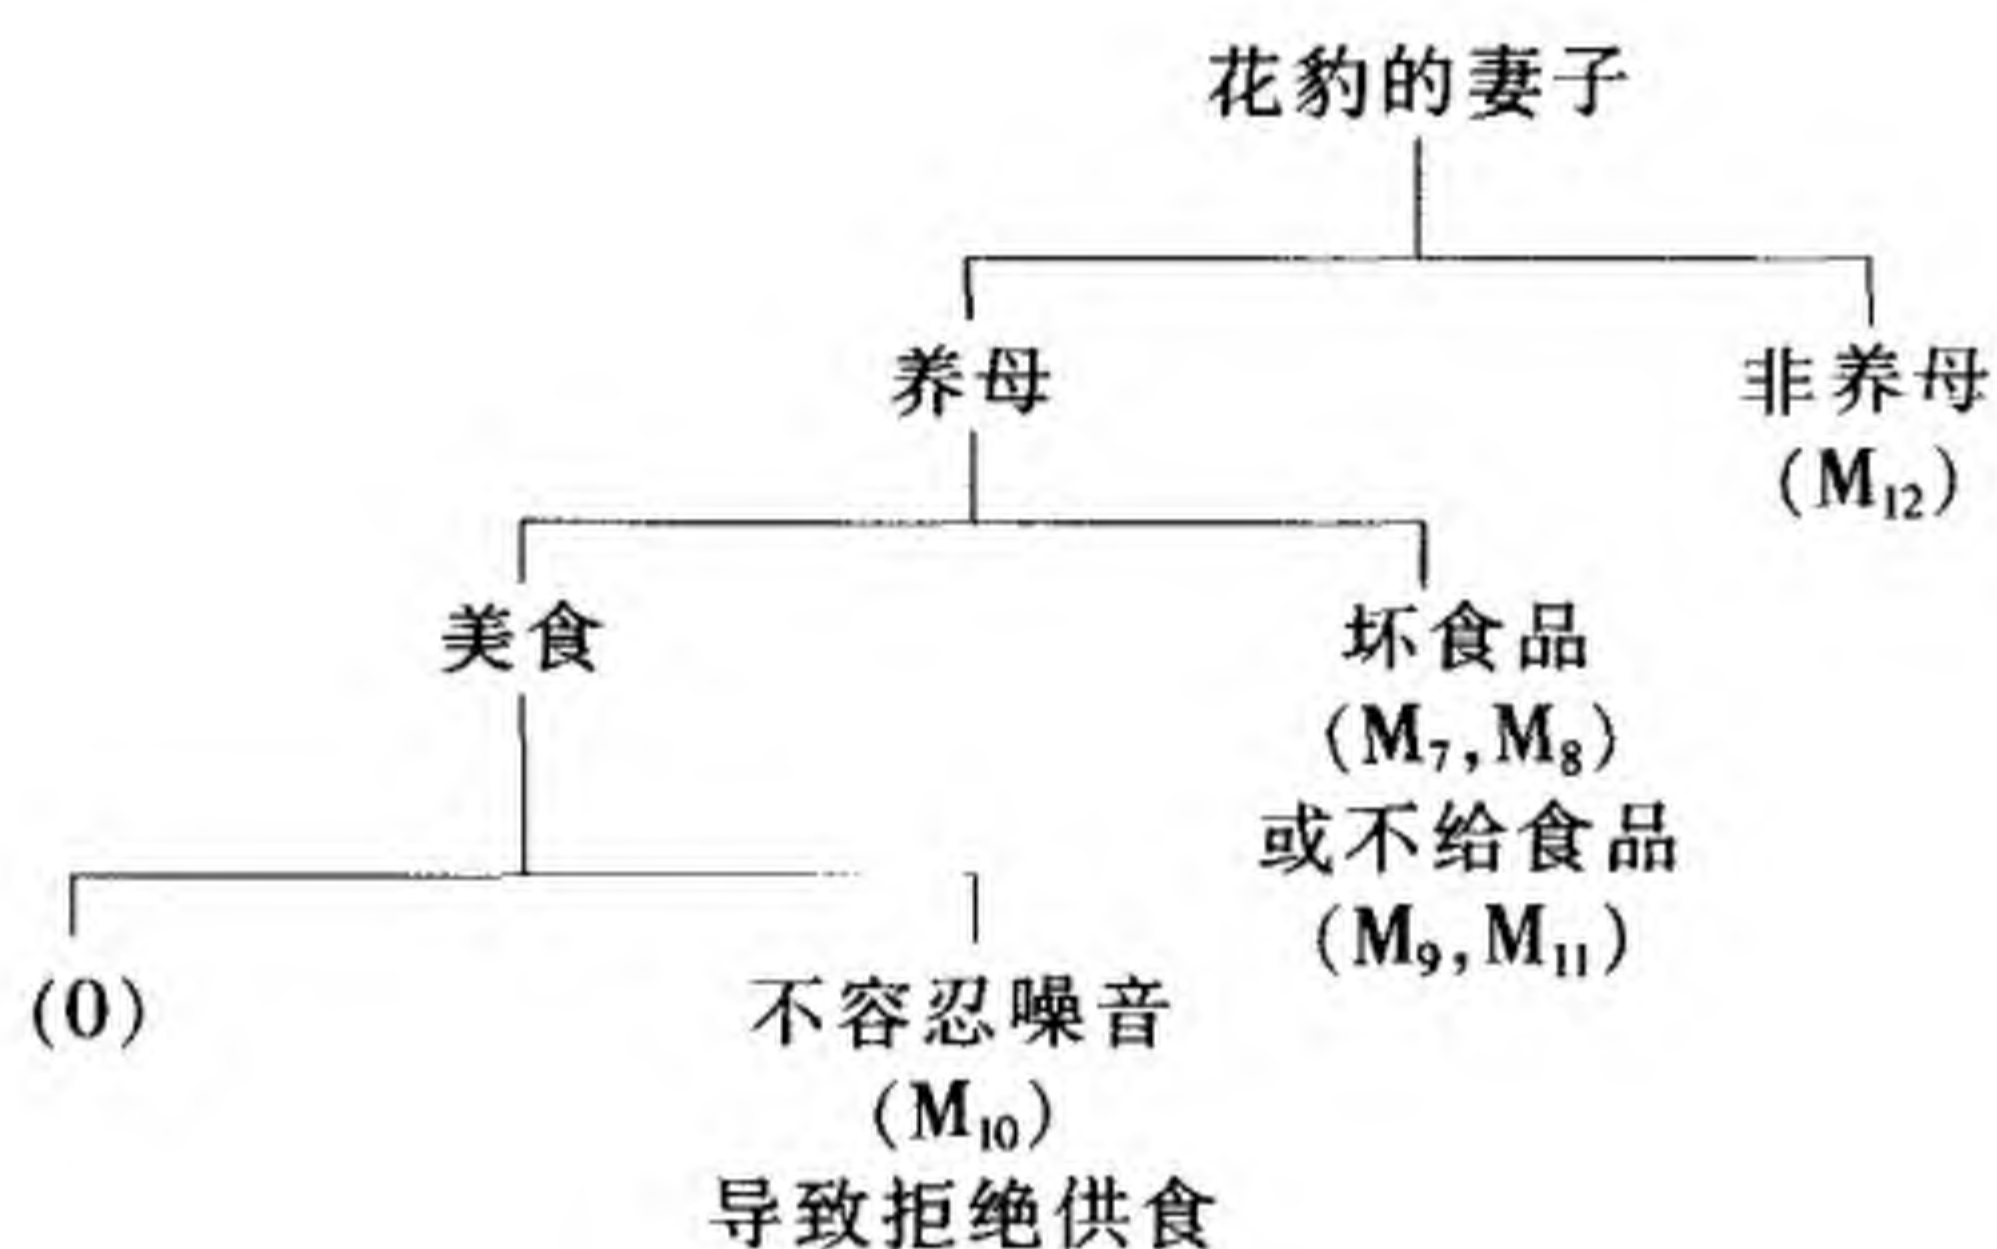 花豹的妻子
养母
非养母
(M₁₂)
美食
坏食品
(M₇,M₈)
或不给食品
(M₉,M₁₁)
(0)
不容忍噪音
(M₁₀)
导致拒绝供食